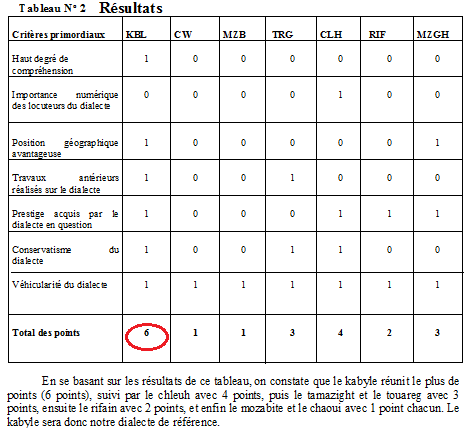 Tableau N° 2 Résultats
Critères primordiaux KBL CW MZB TRG CLH RIF MZGH
Haut degré de
compréhension 1 0 0 0 0 0 0
Importance numérique
des locuteurs du dialecte 0 0 0 0 1 0 0
Position géographique
avantageuse 1 0 0 0 0 0 1
Travaux antérieurs
réalisés sur le dialecte 1 0 0 1 0 0 0
Prestige acquis par le
dialecte en question 1 0 0 0 1 1 1
Conservatisme du
dialecte 1 0 0 1 1 0 0
Véhicularité du dialecte 1 1 1 1 1 1 1
Total des points 6 1 1 3 4 2 3
En se basant sur les résultats de ce tableau, on constate que le kabyle réunit le plus de
points (6 points), suivi par le chleuh avec 4 points, puis le tamazight et le touareg avec 3
points, ensuite le rifain avec 2 points, et enfin le mozabite et le chaoui avec 1 point chacun. Le
kabyle sera donc notre dialecte de référence.